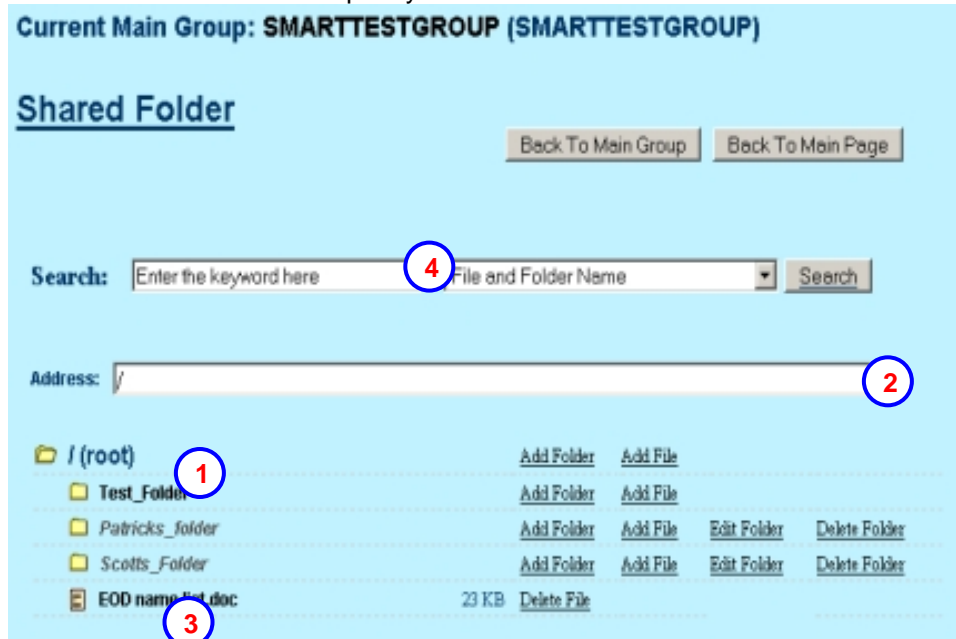 Current Main Group: SMARTTESTGROUP (SMARTTESTGROUP)
Shared Folder
Back To Main Group Back To Main Page
Search: Enter the keyword here 4 File and Folder Name Search
Address: / 2
/ (root) Add Folder Add File
1
Test_Folder Add Folder Add File
Patricks_folder Add Folder Add File Edit Folder Delete Folder
Scotts_Folder Add Folder Add File Edit Folder Delete Folder
EOD name list.doc 23 KB Delete File
3